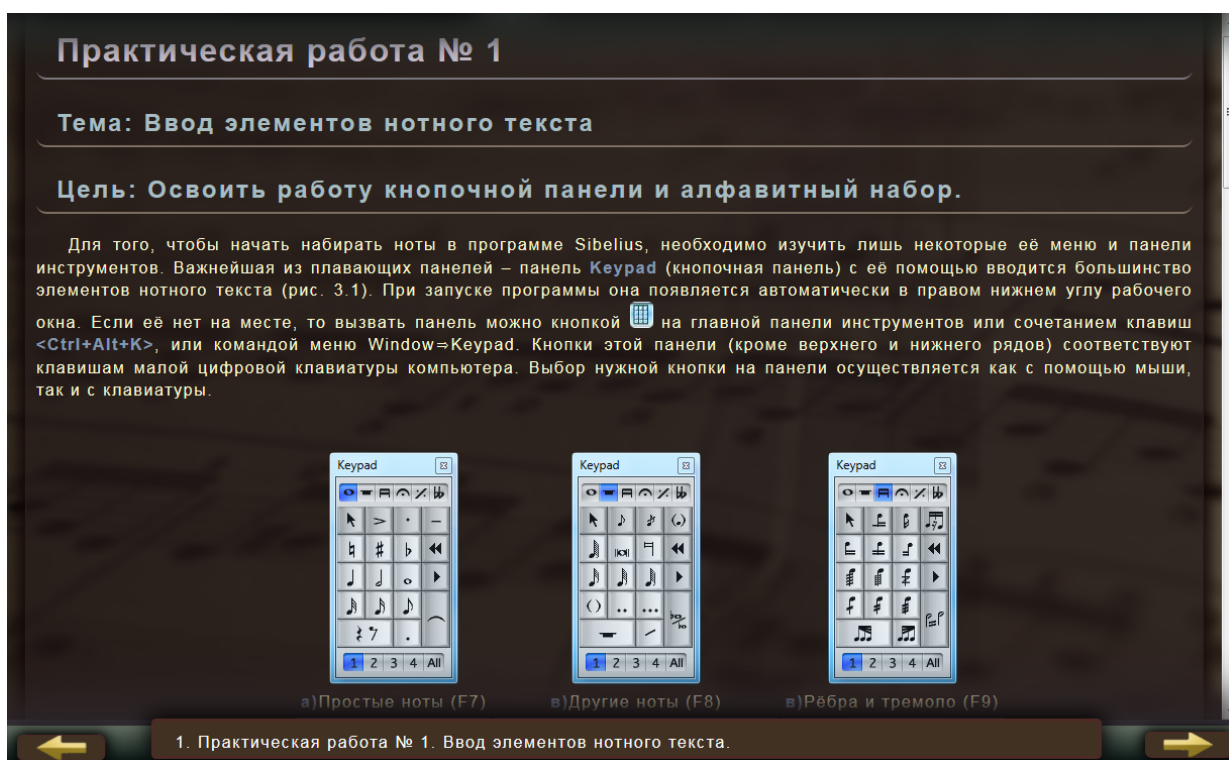 Практическая работа № 1
Тема: Ввод элементов нотного текста
Цель: Освоить работу кнопочной панели и алфавитный набор.
Для того, чтобы начать набирать ноты в программе Sibelius, необходимо изучить лишь некоторые её меню и панели
инструментов. Важнейшая из плавающих панелей – панель Keypad (кнопочная панель) с её помощью вводится большинство
элементов нотного текста (рис. 3.1). При запуске программы она появляется автоматически в правом нижнем углу рабочего
окна. Если её нет на месте, то вызвать панель можно кнопкой на главной панели инструментов или сочетанием клавиш
<Ctrl+Alt+K>, или командой меню Window⇒Keypad. Кнопки этой панели (кроме верхнего и нижнего рядов) соответствуют
клавишам малой цифровой клавиатуры компьютера. Выбор нужной кнопки на панели осуществляется как с помощью мыши,
так и с клавиатуры.
Keypad Keypad Keypad
1 2 3 4 All 1 2 3 4 All 1 2 3 4 All
а)Простые ноты (F7) в)Другие ноты (F8) в)Рёбра и тремоло (F9)
1. Практическая работа № 1. Ввод элементов нотного текста.